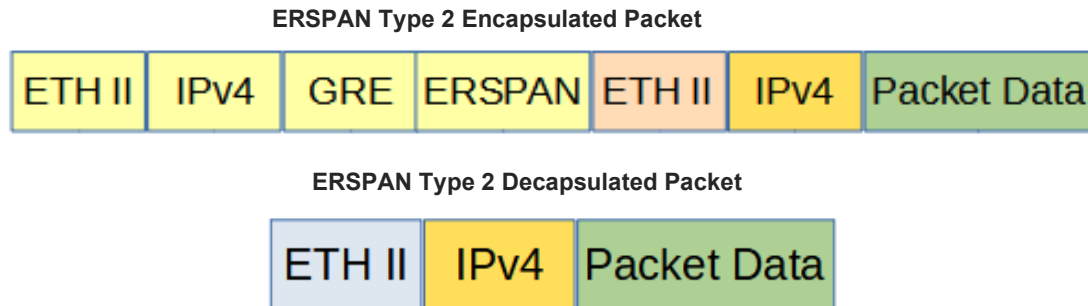 ERSPAN Type 2 Encapsulated Packet
ETH II IPv4 GRE ERSPAN ETH II IPv4 Packet Data
ERSPAN Type 2 Decapsulated Packet
ETH II IPv4 Packet Data